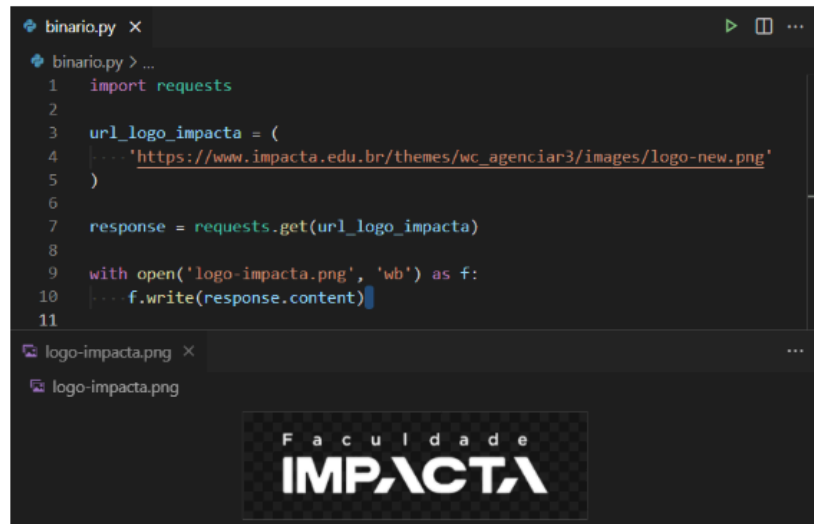 binario.py
binario.py > ...
1 import requests
2
3 url_logo_impacta = (
4 ····'https://www.impacta.edu.br/themes/wc_agenciar3/images/logo-new.png'
5 )
6
7 response = requests.get(url_logo_impacta)
8
9 with open('logo-impacta.png', 'wb') as f:
10 ····f.write(response.content)
11
logo-impacta.png
logo-impacta.png
Faculdade
IMPACTA